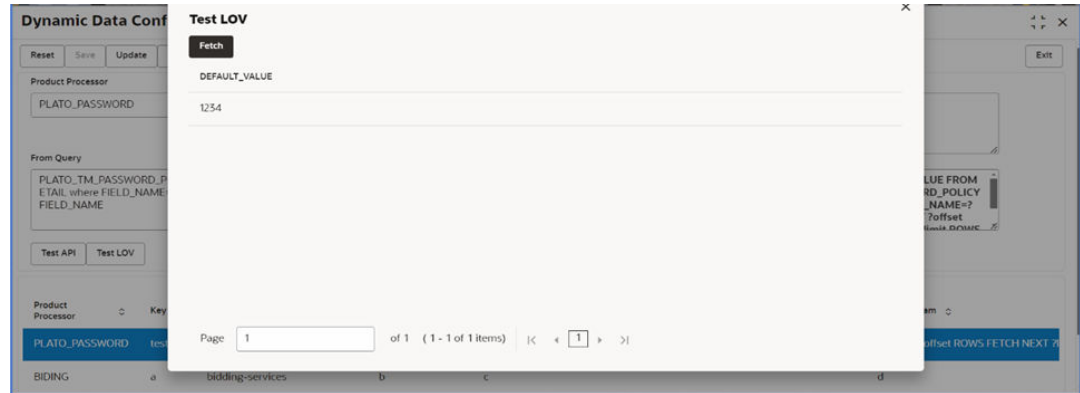 Dynamic Data Conf
Test LOV
Reset Save Update
Fetch
Exit
Product Processor
DEFAULT_VALUE
PLATO_PASSWORD
1234
From Query
PLATO_TM_PASSWORD_P
ETAIL where FIELD_NAME=
FIELD_NAME
LUE FROM
RD_POLICY
_NAME=?
?offset
Test API Test LOV
Product
Processor
Key
am
Page 1 of 1 (1 - 1 of 1 items) 1
PLATO_PASSWORD test
offset ROWS FETCH NEXT ?l
BIDING a bidding-services b c d